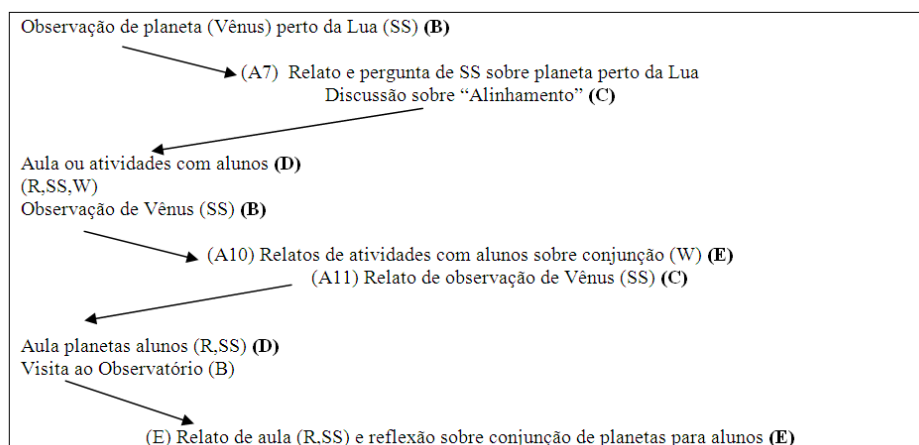 Observação de planeta (Vênus) perto da Lua (SS) (B)
(A7) Relato e pergunta de SS sobre planeta perto da Lua
Discussão sobre “Alinhamento” (C)
Aula ou atividades com alunos (D)
(R,SS,W)
Observação de Vênus (SS) (B)
(A10) Relatos de atividades com alunos sobre conjunção (W) (E)
(A11) Relato de observação de Vênus (SS) (C)
Aula planetas alunos (R,SS) (D)
Visita ao Observatório (B)
(E) Relato de aula (R,SS) e reflexão sobre conjunção de planetas para alunos (E)